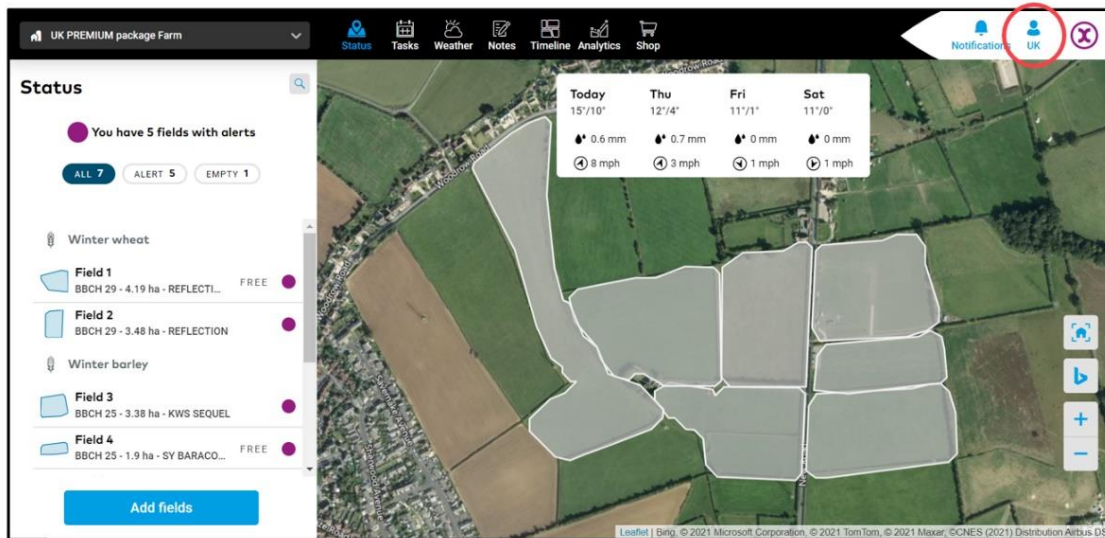 UK PREMIUM package Farm
Status
Tasks
Weather
Notes
Timeline
Analytics
Shop
Notifications
UK
Status
You have 5 fields with alerts
ALL 7
ALERT 5
EMPTY 1
Winter wheat
Field 1
BBCH 29 - 4.19 ha - REFLECTI...
FREE
Field 2
BBCH 29 - 3.48 ha - REFLECTION
Winter barley
Field 3
BBCH 25 - 3.38 ha - KWS SEQUEL
Field 4
BBCH 25 - 1.9 ha - SY BARACO...
FREE
Add fields
Today Thu Fri Sat
15°/10° 12°/4° 11°/1° 11°/0°
0.6 mm 0.7 mm 0 mm 0 mm
8 mph 3 mph 1 mph 1 mph
Woodrow Road
Woodrow Road
+
−
Leaflet | Bing, © 2021 Microsoft Corporation, © 2021 TomTom, © 2021 Maxar, ©CNES (2021) Distribution Airbus DS